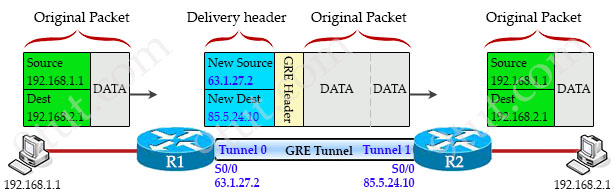 Original Packet
Delivery header
Original Packet
Original Packet
Source
192.168.1.1
Dest
192.168.2.1
DATA
New Source
63.1.27.2
New Dest
85.5.24.10
GRE Header
DATA
DATA
Source
192.168.1.1
Dest
192.168.2.1
DATA
R1
Tunnel 0
GRE Tunnel
Tunnel 1
R2
S0/0
63.1.27.2
S0/0
85.5.24.10
192.168.1.1
192.168.2.1